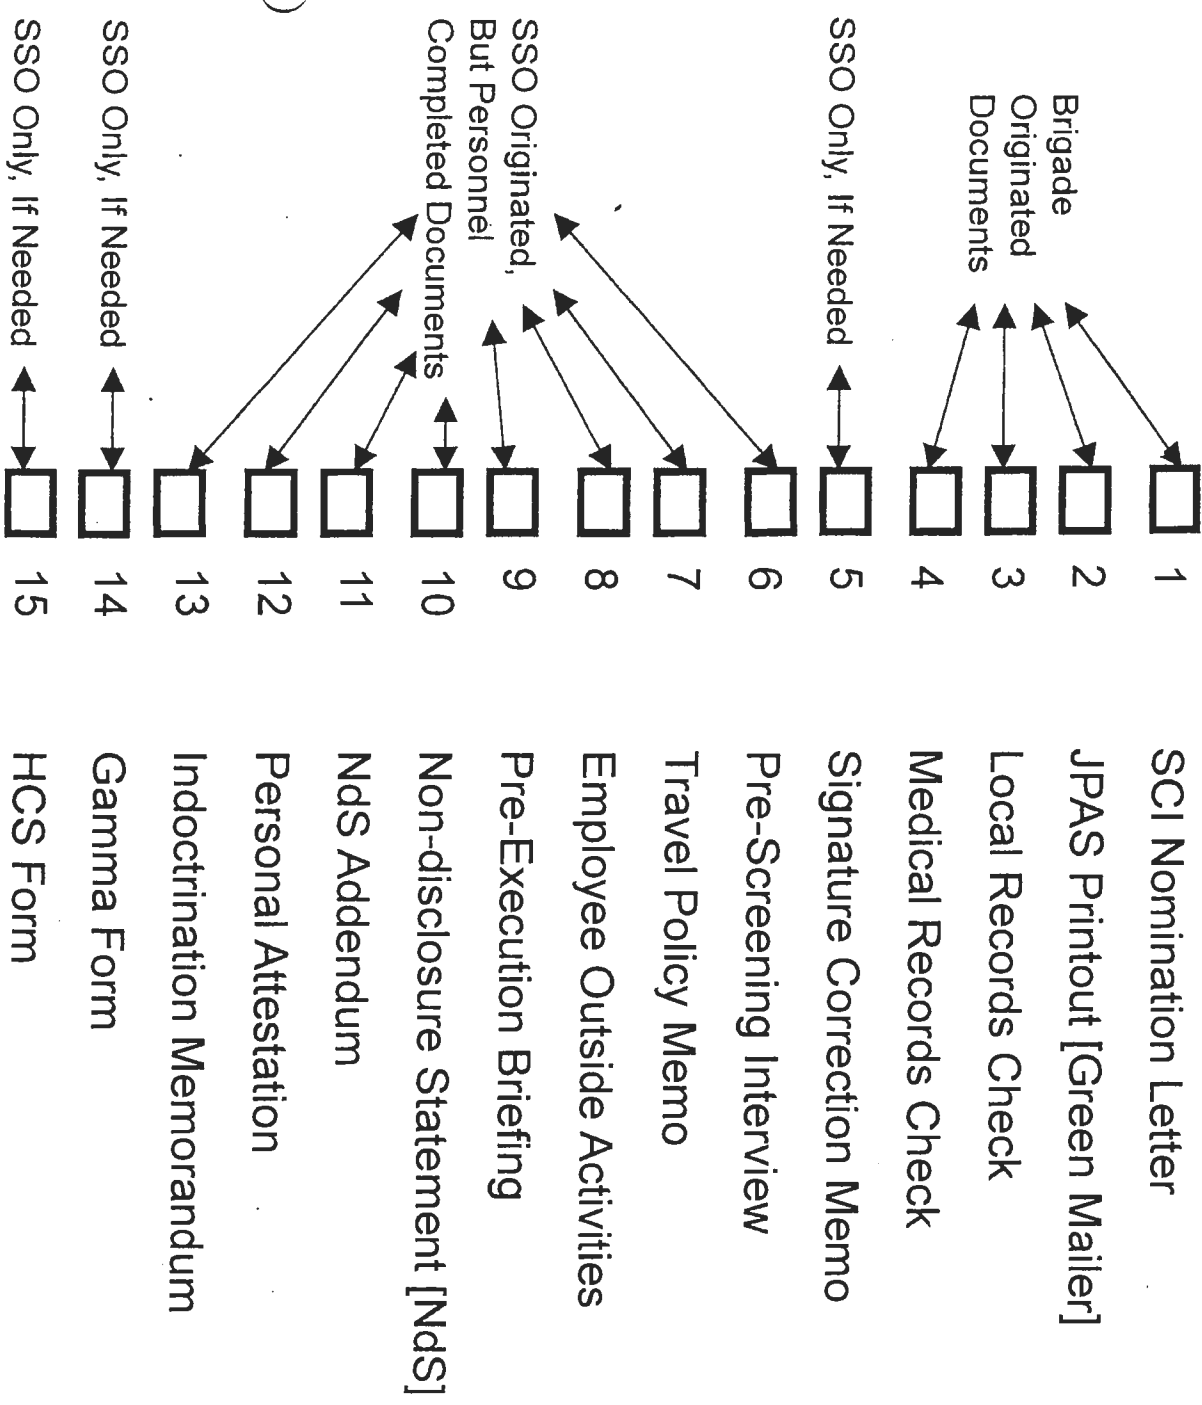 Brigade
Originated
Documents
1 SCI Nomination Letter
2 JPAS Printout [Green Mailer]
3 Local Records Check
4 Medical Records Check
SSO Only, If Needed
5 Signature Correction Memo
SSO Originated,
But Personnel
Completed Documents
6 Pre-Screening Interview
7 Travel Policy Memo
8 Employee Outside Activities
9 Pre-Execution Briefing
10 Non-disclosure Statement [NdS]
11 NdS Addendum
12 Personal Attestation
13 Indoctrination Memorandum
SSO Only, If Needed
14 Gamma Form
SSO Only, If Needed
15 HCS Form